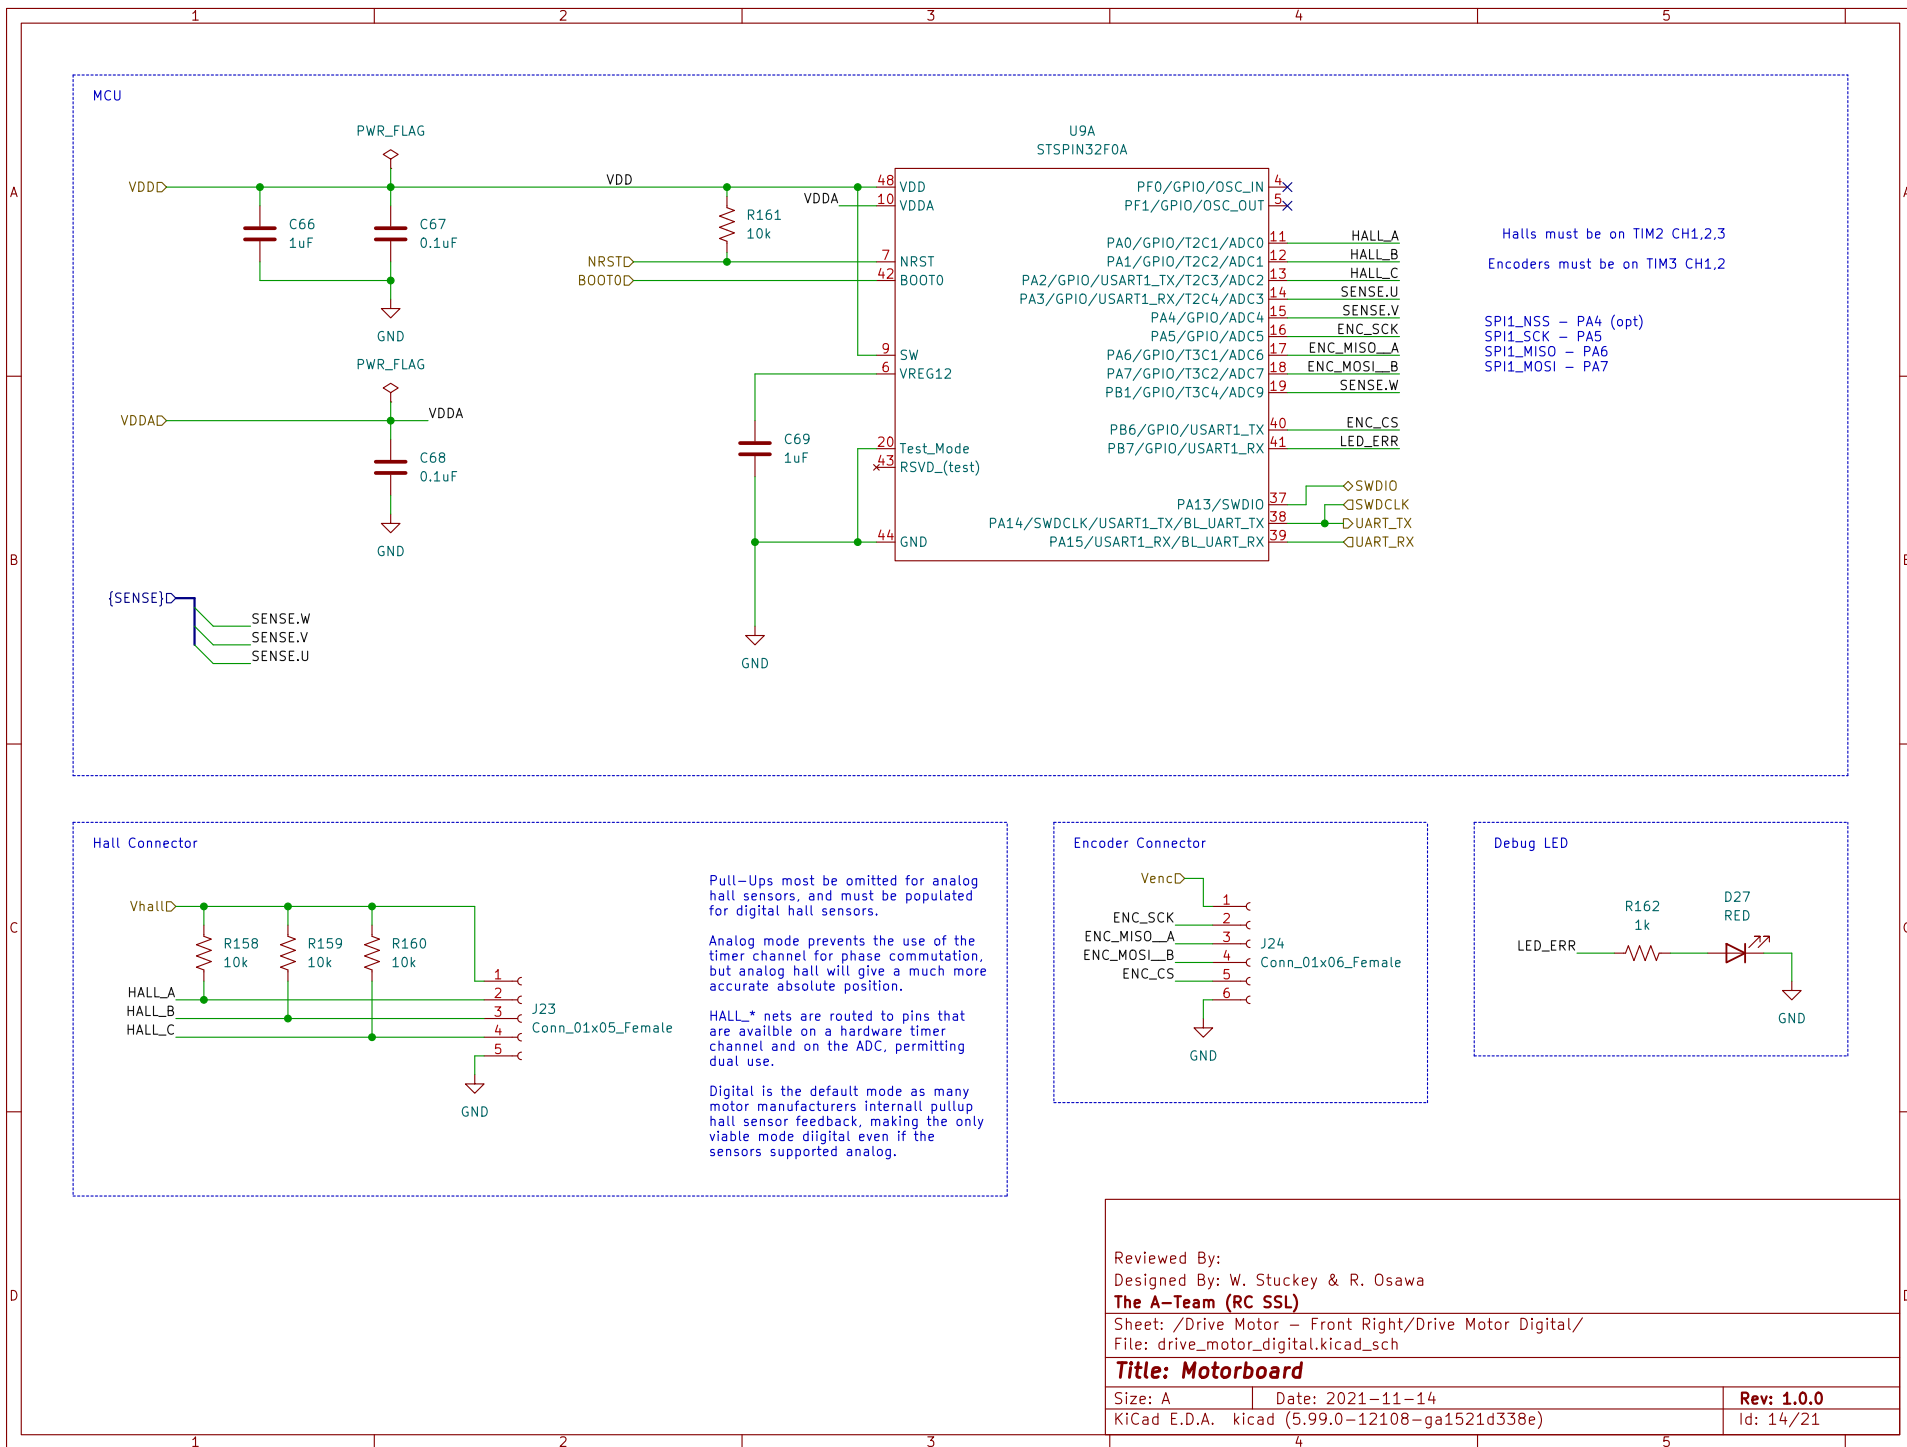 1 2 3 4 5
A
B
C
D
MCU
PWR_FLAG
VDD
VDD
C66
1uF
C67
0.1uF
GND
PWR_FLAG
VDDA
VDDA
C68
0.1uF
GND
{SENSE}
SENSE.W
SENSE.V
SENSE.U
R161
10k
NRST
BOOT0
VDDA
C69
1uF
GND
U9A
STSPIN32F0A
48 VDD
10 VDDA
7 NRST
42 BOOT0
9 SW
6 VREG12
20 Test_Mode
43 RSVD_(test)
44 GND
PF0/GPIO/OSC_IN 4
PF1/GPIO/OSC_OUT 5
PA0/GPIO/T2C1/ADC0 11 HALL_A
PA1/GPIO/T2C2/ADC1 12 HALL_B
PA2/GPIO/USART1_TX/T2C3/ADC2 13 HALL_C
PA3/GPIO/USART1_RX/T2C4/ADC3 14 SENSE.U
PA4/GPIO/ADC4 15 SENSE.V
PA5/GPIO/ADC5 16 ENC_SCK
PA6/GPIO/T3C1/ADC6 17 ENC_MISO__A
PA7/GPIO/T3C2/ADC7 18 ENC_MOSI__B
PB1/GPIO/T3C4/ADC9 19 SENSE.W
PB6/GPIO/USART1_TX 40 ENC_CS
PB7/GPIO/USART1_RX 41 LED_ERR
PA13/SWDIO 37
PA14/SWDCLK/USART1_TX/BL_UART_TX 38
PA15/USART1_RX/BL_UART_RX 39
SWDIO
SWDCLK
UART_TX
UART_RX
Halls must be on TIM2 CH1,2,3
Encoders must be on TIM3 CH1,2
SPI1_NSS - PA4 (opt)
SPI1_SCK - PA5
SPI1_MISO - PA6
SPI1_MOSI - PA7
Hall Connector
Vhall
R158
10k
R159
10k
R160
10k
HALL_A
HALL_B
HALL_C
1
2
3
4
5
J23
Conn_01x05_Female
GND
Pull-Ups most be omitted for analog
hall sensors, and must be populated
for digital hall sensors.
Analog mode prevents the use of the
timer channel for phase commutation,
but analog hall will give a much more
accurate absolute position.
HALL_* nets are routed to pins that
are availble on a hardware timer
channel and on the ADC, permitting
dual use.
Digital is the default mode as many
motor manufacturers internall pullup
hall sensor feedback, making the only
viable mode diigital even if the
sensors supported analog.
Encoder Connector
Venc
ENC_SCK
ENC_MISO__A
ENC_MOSI__B
ENC_CS
1
2
3
4
5
6
J24
Conn_01x06_Female
GND
Debug LED
LED_ERR
R162
1k
D27
RED
GND
Reviewed By:
Designed By: W. Stuckey & R. Osawa
The A-Team (RC SSL)
Sheet: /Drive Motor - Front Right/Drive Motor Digital/
File: drive_motor_digital.kicad_sch
Title: Motorboard
Size: A Date: 2021-11-14 Rev: 1.0.0
KiCad E.D.A. kicad (5.99.0-12108-ga1521d338e) Id: 14/21
1 2 3 4 5